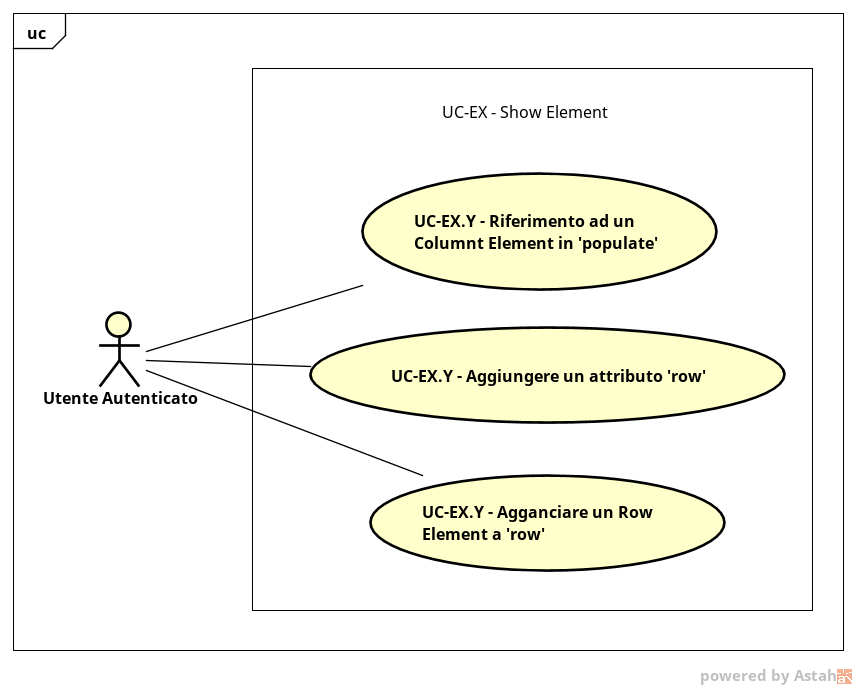 uc
UC-EX - Show Element
UC-EX.Y - Riferimento ad un
Columnt Element in 'populate'
UC-EX.Y - Aggiungere un attributo 'row'
Utente Autenticato
UC-EX.Y - Agganciare un Row
Element a 'row'
powered by Astah